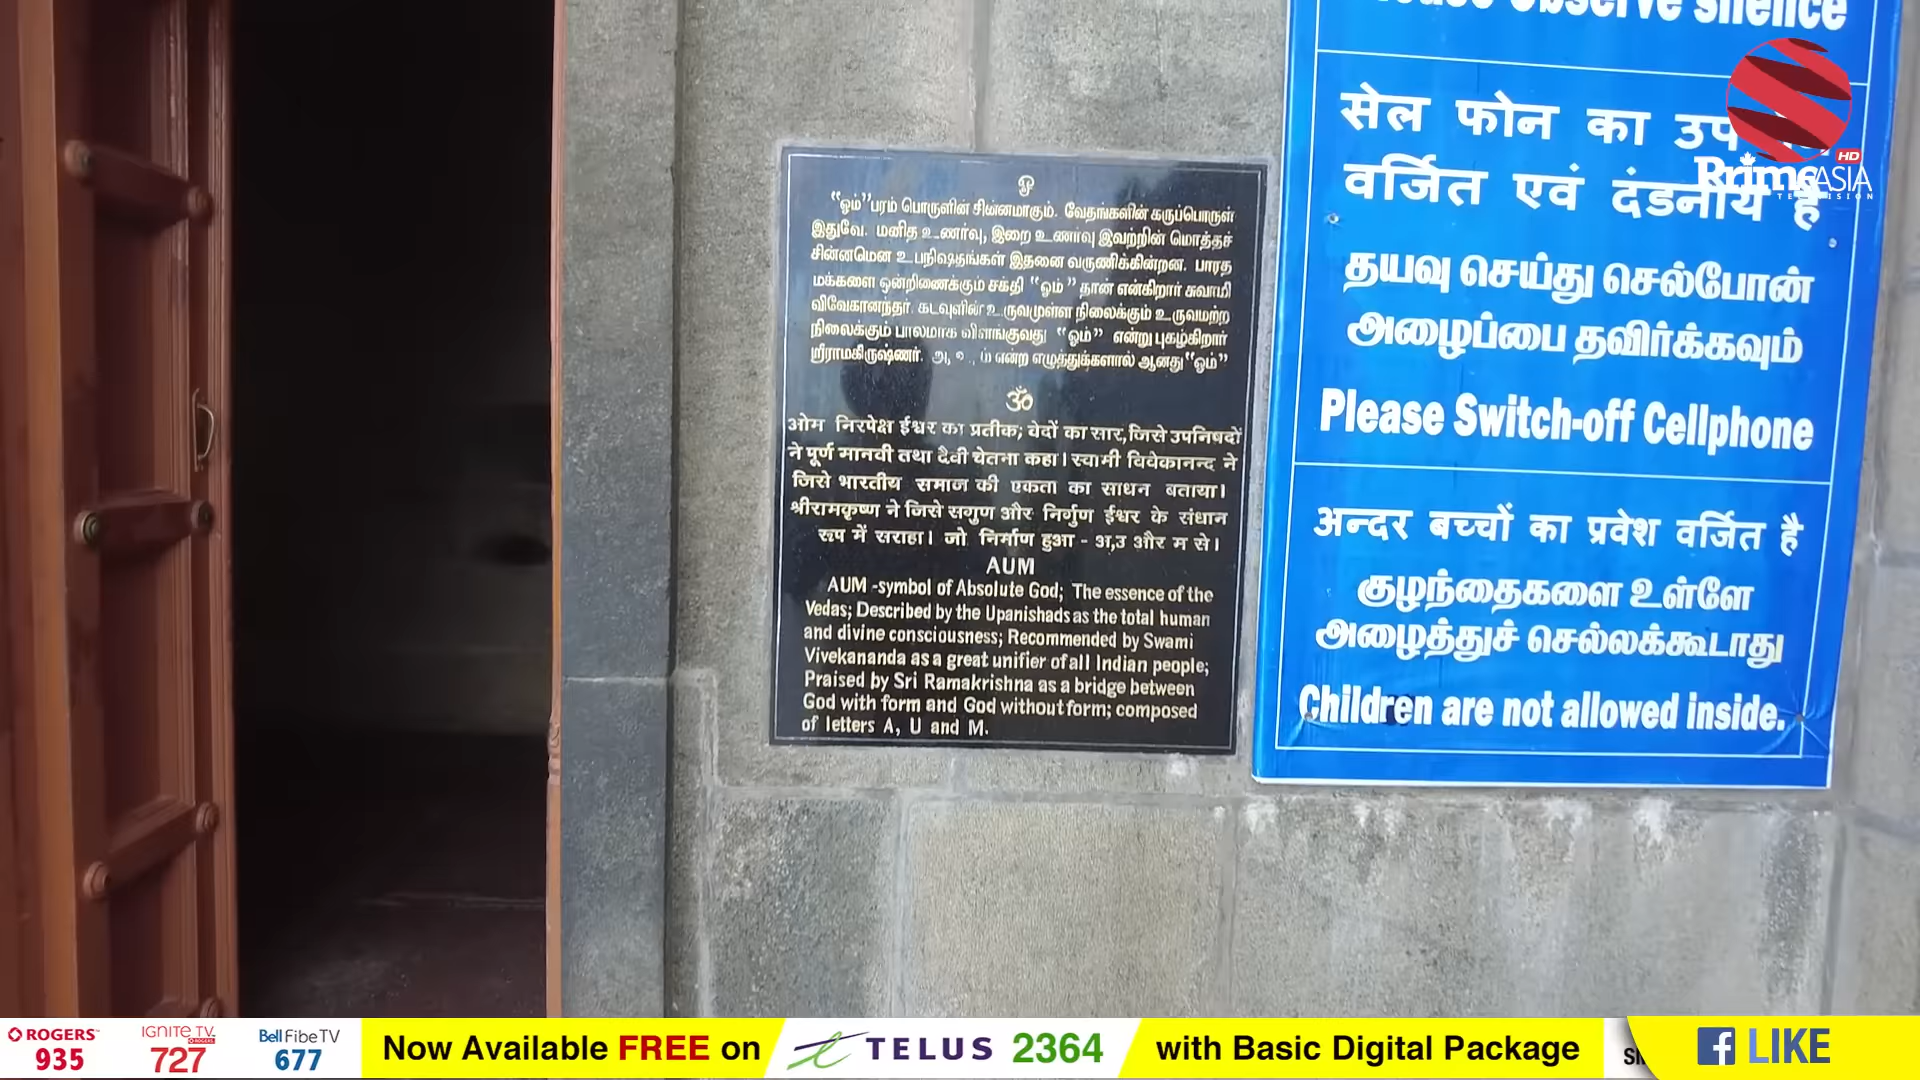 ஓ
“ஓம்” பரம் பொருளின் சின்னமாகும். வேதங்களின் கருப்பொருள்
இதுவே. மனித உணர்வு, இறை உணர்வு இவற்றின் மொத்தச்
சின்னமென உபநிஷதங்கள் இதனை வருணிக்கின்றன. பாரத
மக்களை ஒன்றிணைக்கும் சக்தி “ஓம்” தான் என்கிறார் சுவாமி
விவேகானந்தர். கடவுளின் உருவமுள்ள நிலைக்கும் உருவமற்ற
நிலைக்கும் பாலமாக விளங்குவது “ஓம்” என்று புகழ்கிறார்
ஸ்ரீராமகிருஷ்ணர். அ, ம் என்ற எழுத்துக்களால் ஆனது “ஓம்”
ॐ
ओम निरपेक्ष ईश्वर का प्रतीक; वेदों का सार, जिसे उपनिषदों
ने पूर्ण मानवी तथा दैवी चेतना कहा। स्वामी विवेकानन्द ने
जिसे भारतीय समाज की एकता का साधन बताया।
श्रीरामकृष्ण ने जिसे सगुण और निर्गुण ईश्वर के संधान
रूप में सराहा। जो निर्माण हुआ - अ,उ और म से।
AUM
AUM -symbol of Absolute God; The essence of the
Vedas; Described by the Upanishads as the total human
and divine consciousness; Recommended by Swami
Vivekananda as a great unifier of all Indian people;
Praised by Sri Ramakrishna as a bridge between
God with form and God without form; composed
of letters A, U and M.
Observe silence
सेल फोन का
वर्जित एवं दंडनीय है
தயவு செய்து செல்போன்
அழைப்பை தவிர்க்கவும்
Please Switch-off Cellphone
अन्दर बच्चों का प्रवेश वर्जित है
குழந்தைகளை உள்ளே
அழைத்துச் செல்லக்கூடாது
Children are not allowed inside.
HD
Prime ASIA
TELEVISION
ROGERS 935
IGNITE TV ROGERS 727
Bell Fibe TV 677
Now Available FREE on TELUS 2364 with Basic Digital Package
f LIKE